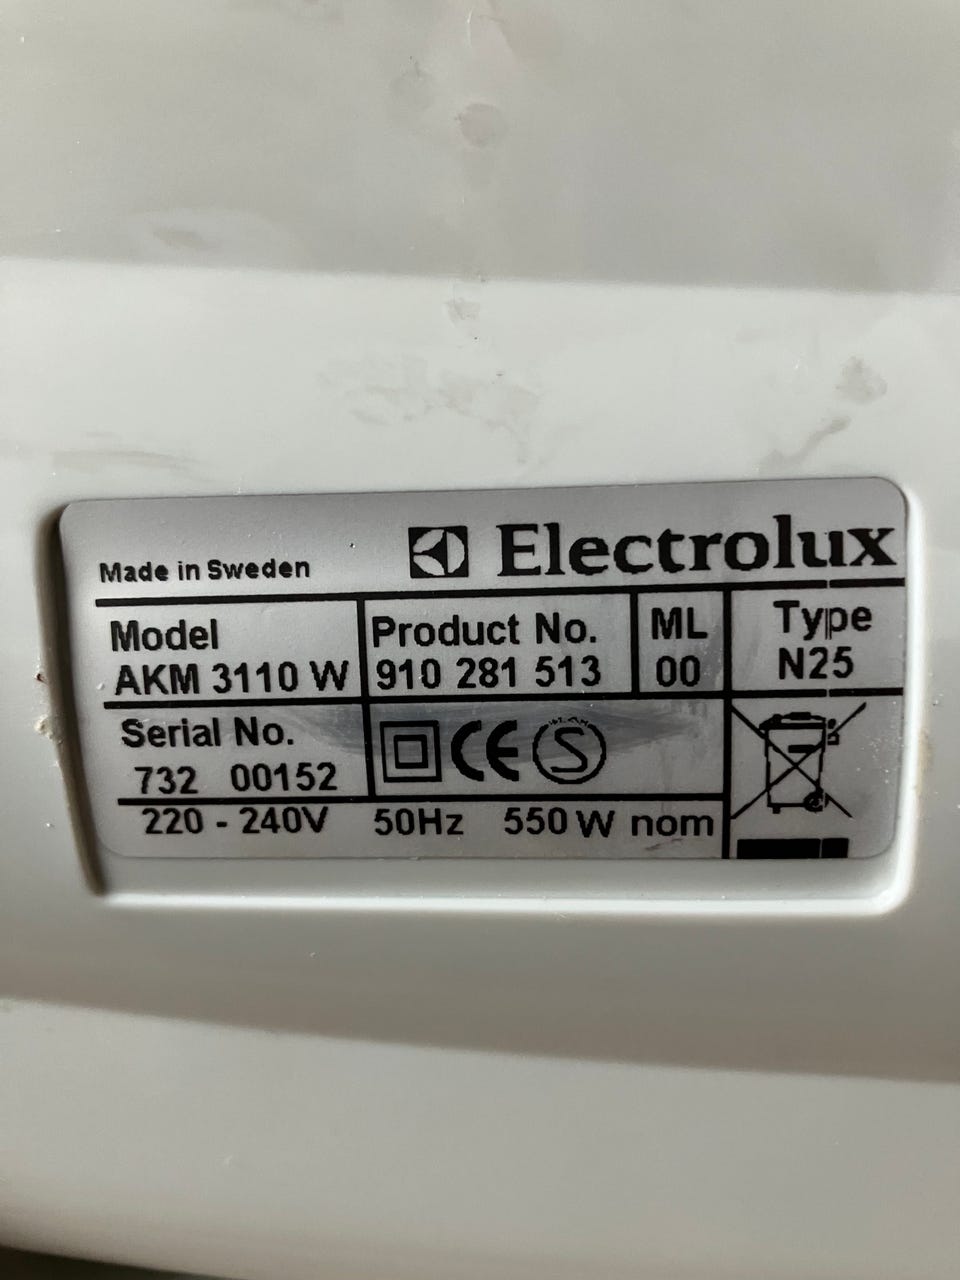 Made in Sweden Electrolux
Model Product No. ML Type
AKM 3110 W 910 281 513 00 N25
Serial No.
732 00152
CE S
220 - 240V 50Hz 550 W nom